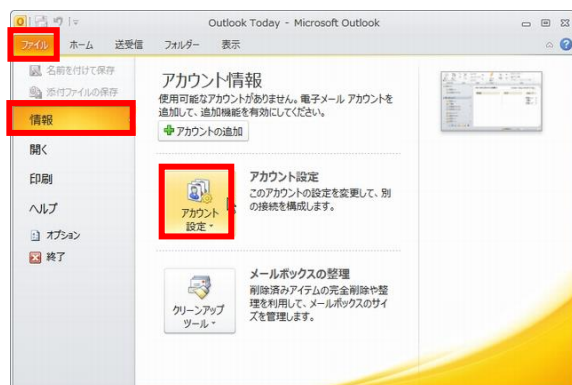 Outlook Today - Microsoft Outlook
ファイル ホーム 送受信 フォルダー 表示
名前を付けて保存
添付ファイルの保存
情報
開く
印刷
ヘルプ
オプション
終了
アカウント情報
使用可能なアカウントがありません。電子メール アカウントを
追加して、追加機能を有効にしてください。
アカウントの追加
アカウント
設定
アカウント設定
このアカウントの設定を変更して、別
の接続を構成します。
クリーンアップ
ツール
メールボックスの整理
削除済みアイテムの完全削除や整
理を利用して、メールボックスのサイ
ズを管理します。